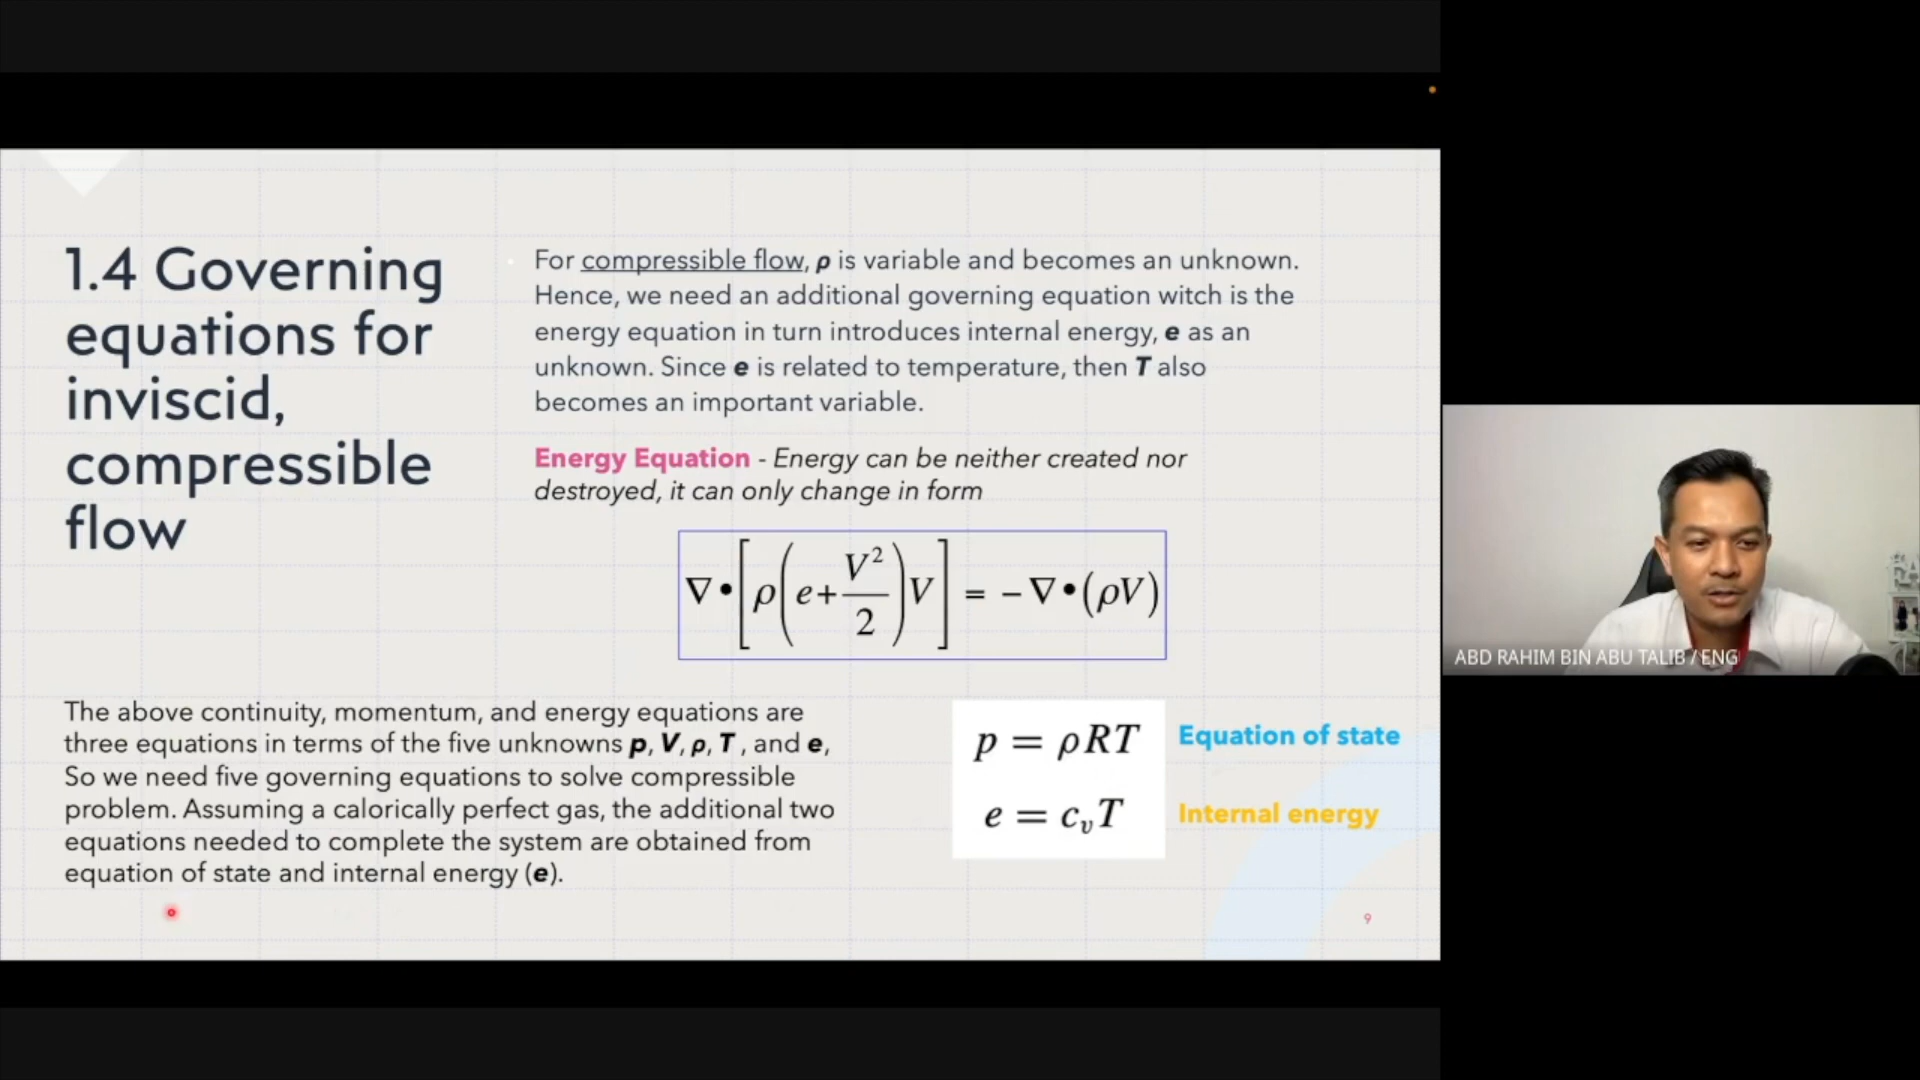 1.4 Governing
equations for
inviscid,
compressible
flow
For compressible flow, ρ is variable and becomes an unknown.
Hence, we need an additional governing equation witch is the
energy equation in turn introduces internal energy, e as an
unknown. Since e is related to temperature, then T also
becomes an important variable.
Energy Equation - Energy can be neither created nor
destroyed, it can only change in form
∇•[ρ(e+V²/2)V] = −∇•(ρV)
The above continuity, momentum, and energy equations are
three equations in terms of the five unknowns p, V, ρ, T , and e,
So we need five governing equations to solve compressible
problem. Assuming a calorically perfect gas, the additional two
equations needed to complete the system are obtained from
equation of state and internal energy (e).
p = ρRT Equation of state
e = cᵥT Internal energy
9
ABD RAHIM BIN ABU TALIB / ENG